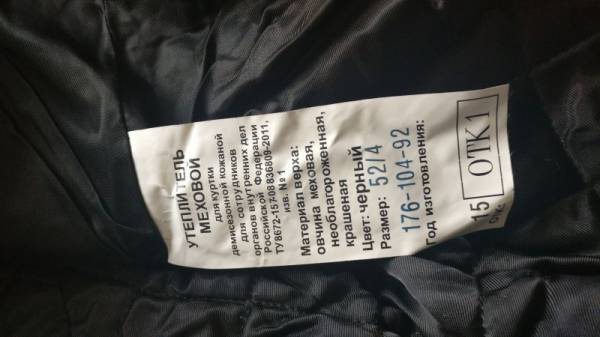 УТЕПЛИТЕЛЬ
МЕХОВОЙ
для куртки
демисезонной кожаной
для сотрудников
органов внутренних дел
Российской Федерации
ТУ8672-157-08836809-2011,
изв. № 1
Материал верха:
овчина меховая,
необлагороженная,
крашеная
Цвет: черный
Размер: 52/4
176-104-92
Год изготовления:
15 ОТК1